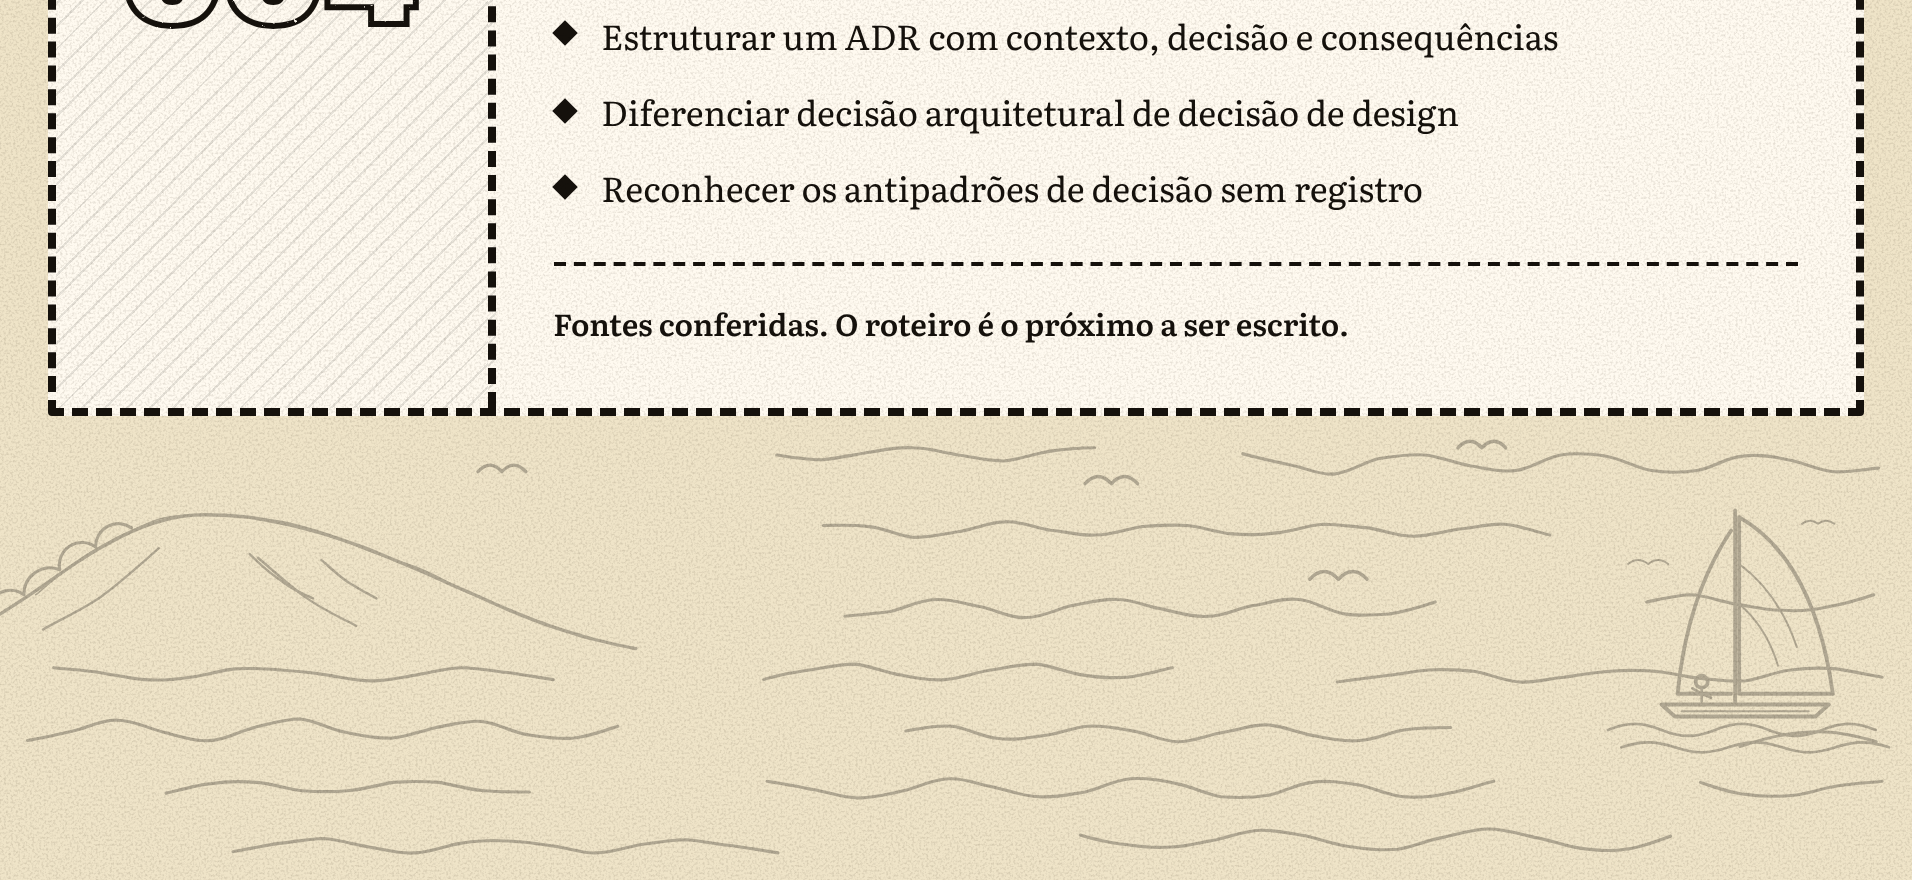 Estruturar um ADR com contexto, decisão e consequências
Diferenciar decisão arquitetural de decisão de design
Reconhecer os antipadrões de decisão sem registro
Fontes conferidas. O roteiro é o próximo a ser escrito.